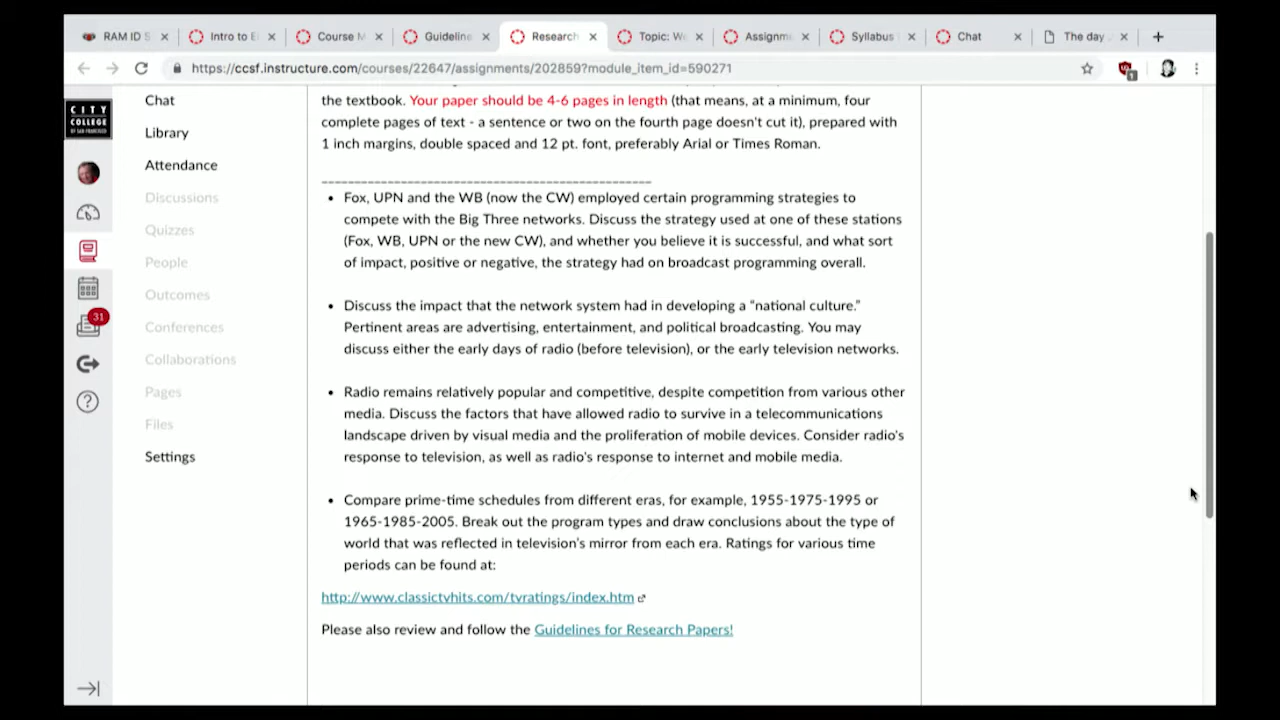 RAM ID S
Intro to E
Course M
Guideline
Research
Topic: We
Assignme
Syllabus
Chat
The day
https://ccsf.instructure.com/courses/22647/assignments/202859?module_item_id=590271
1
CITY
COLLEGE
OF SAN FRANCISCO
31
Chat
Library
Attendance
Discussions
Quizzes
People
Outcomes
Conferences
Collaborations
Pages
Files
Settings
the textbook. Your paper should be 4-6 pages in length (that means, at a minimum, four
complete pages of text - a sentence or two on the fourth page doesn't cut it), prepared with
1 inch margins, double spaced and 12 pt. font, preferably Arial or Times Roman.
________________________________________________
• Fox, UPN and the WB (now the CW) employed certain programming strategies to
compete with the Big Three networks. Discuss the strategy used at one of these stations
(Fox, WB, UPN or the new CW), and whether you believe it is successful, and what sort
of impact, positive or negative, the strategy had on broadcast programming overall.
• Discuss the impact that the network system had in developing a “national culture.”
Pertinent areas are advertising, entertainment, and political broadcasting. You may
discuss either the early days of radio (before television), or the early television networks.
• Radio remains relatively popular and competitive, despite competition from various other
media. Discuss the factors that have allowed radio to survive in a telecommunications
landscape driven by visual media and the proliferation of mobile devices. Consider radio's
response to television, as well as radio's response to internet and mobile media.
• Compare prime-time schedules from different eras, for example, 1955-1975-1995 or
1965-1985-2005. Break out the program types and draw conclusions about the type of
world that was reflected in television's mirror from each era. Ratings for various time
periods can be found at:
http://www.classictvhits.com/tvratings/index.htm
Please also review and follow the Guidelines for Research Papers!